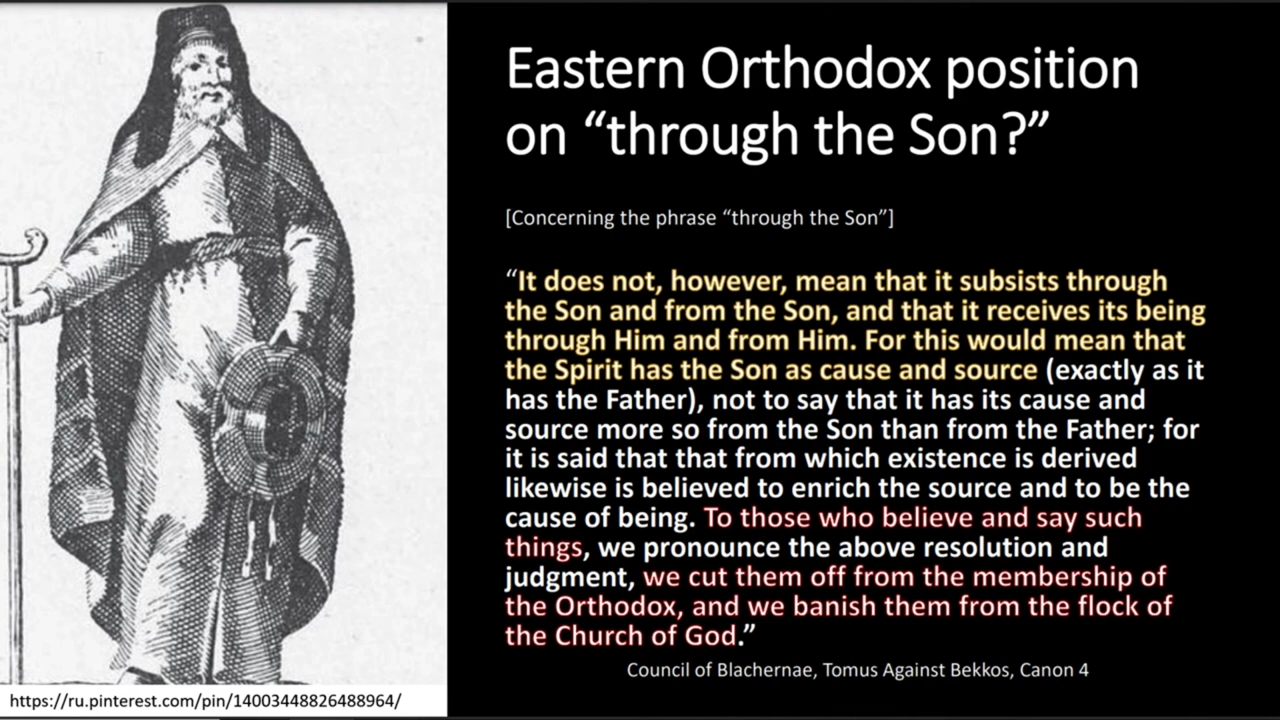 Eastern Orthodox position
on “through the Son?”
[Concerning the phrase “through the Son”]
“It does not, however, mean that it subsists through
the Son and from the Son, and that it receives its being
through Him and from Him. For this would mean that
the Spirit has the Son as cause and source (exactly as it
has the Father), not to say that it has its cause and
source more so from the Son than from the Father; for
it is said that that from which existence is derived
likewise is believed to enrich the source and to be the
cause of being. To those who believe and say such
things, we pronounce the above resolution and
judgment, we cut them off from the membership of
the Orthodox, and we banish them from the flock of
the Church of God.”
Council of Blachernae, Tomus Against Bekkos, Canon 4
https://ru.pinterest.com/pin/14003448826488964/